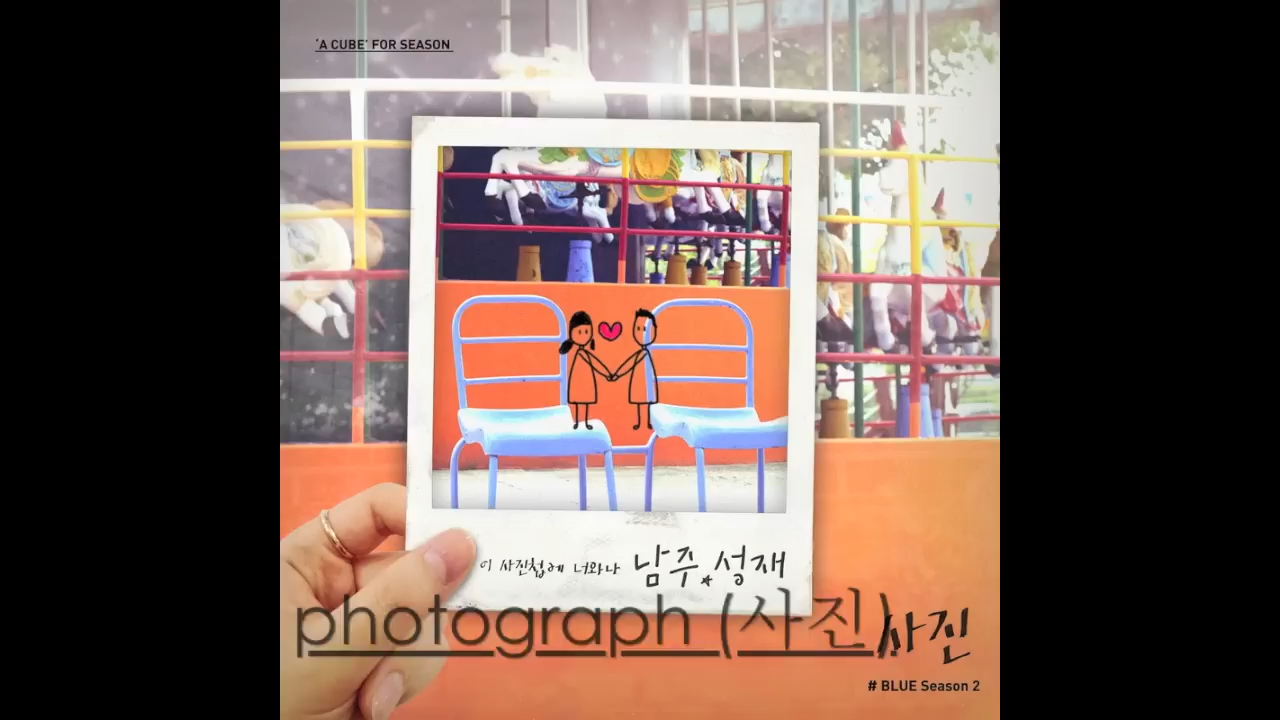 ‘A CUBE’ FOR SEASON
이 사진첩에 너와나 남주★성재
photograph (사진)
사진
# BLUE Season 2